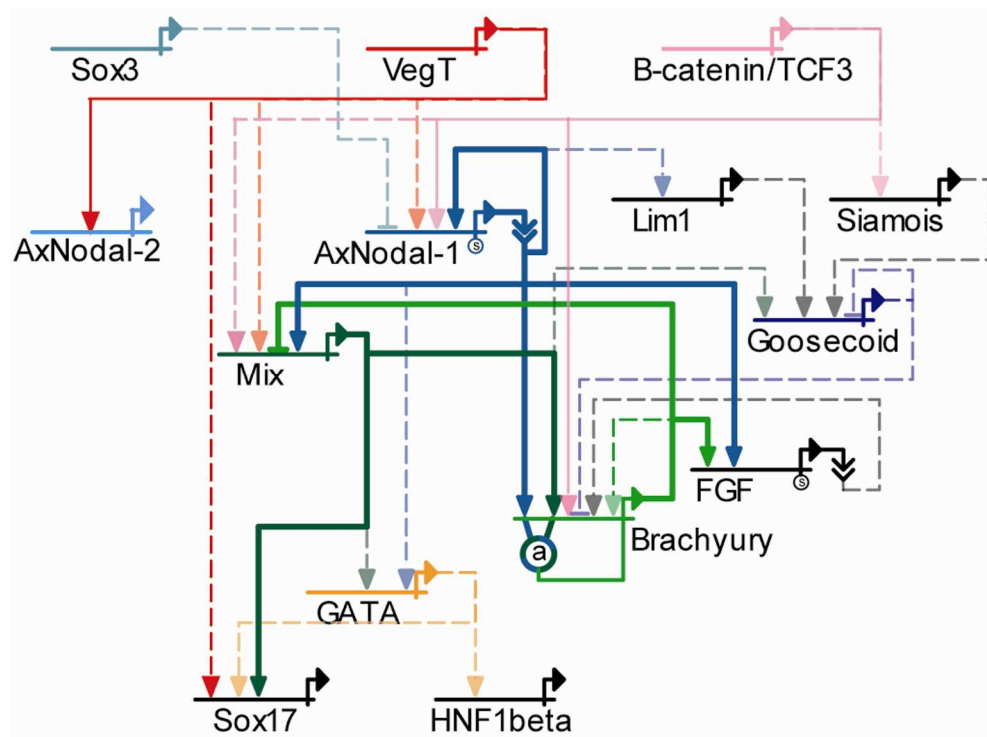 Sox3
VegT
B-catenin/TCF3
Lim1
Siamois
AxNodal-2
AxNodal-1
s
Goosecoid
Mix
FGF
s
Brachyury
a
GATA
Sox17
HNF1beta